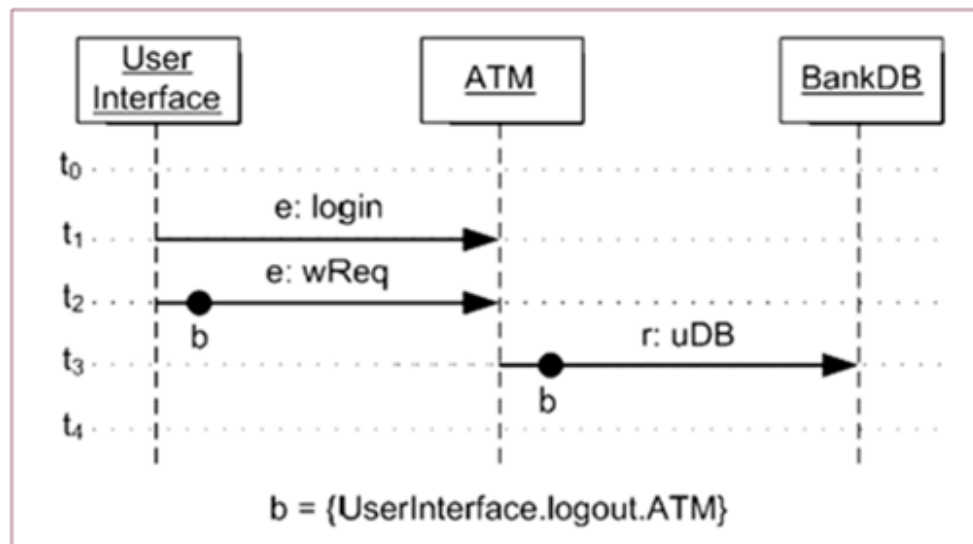 User
Interface
ATM
BankDB
t0
e: login
t1
e: wReq
t2
b
r: uDB
t3
b
t4
b = {UserInterface.logout.ATM}